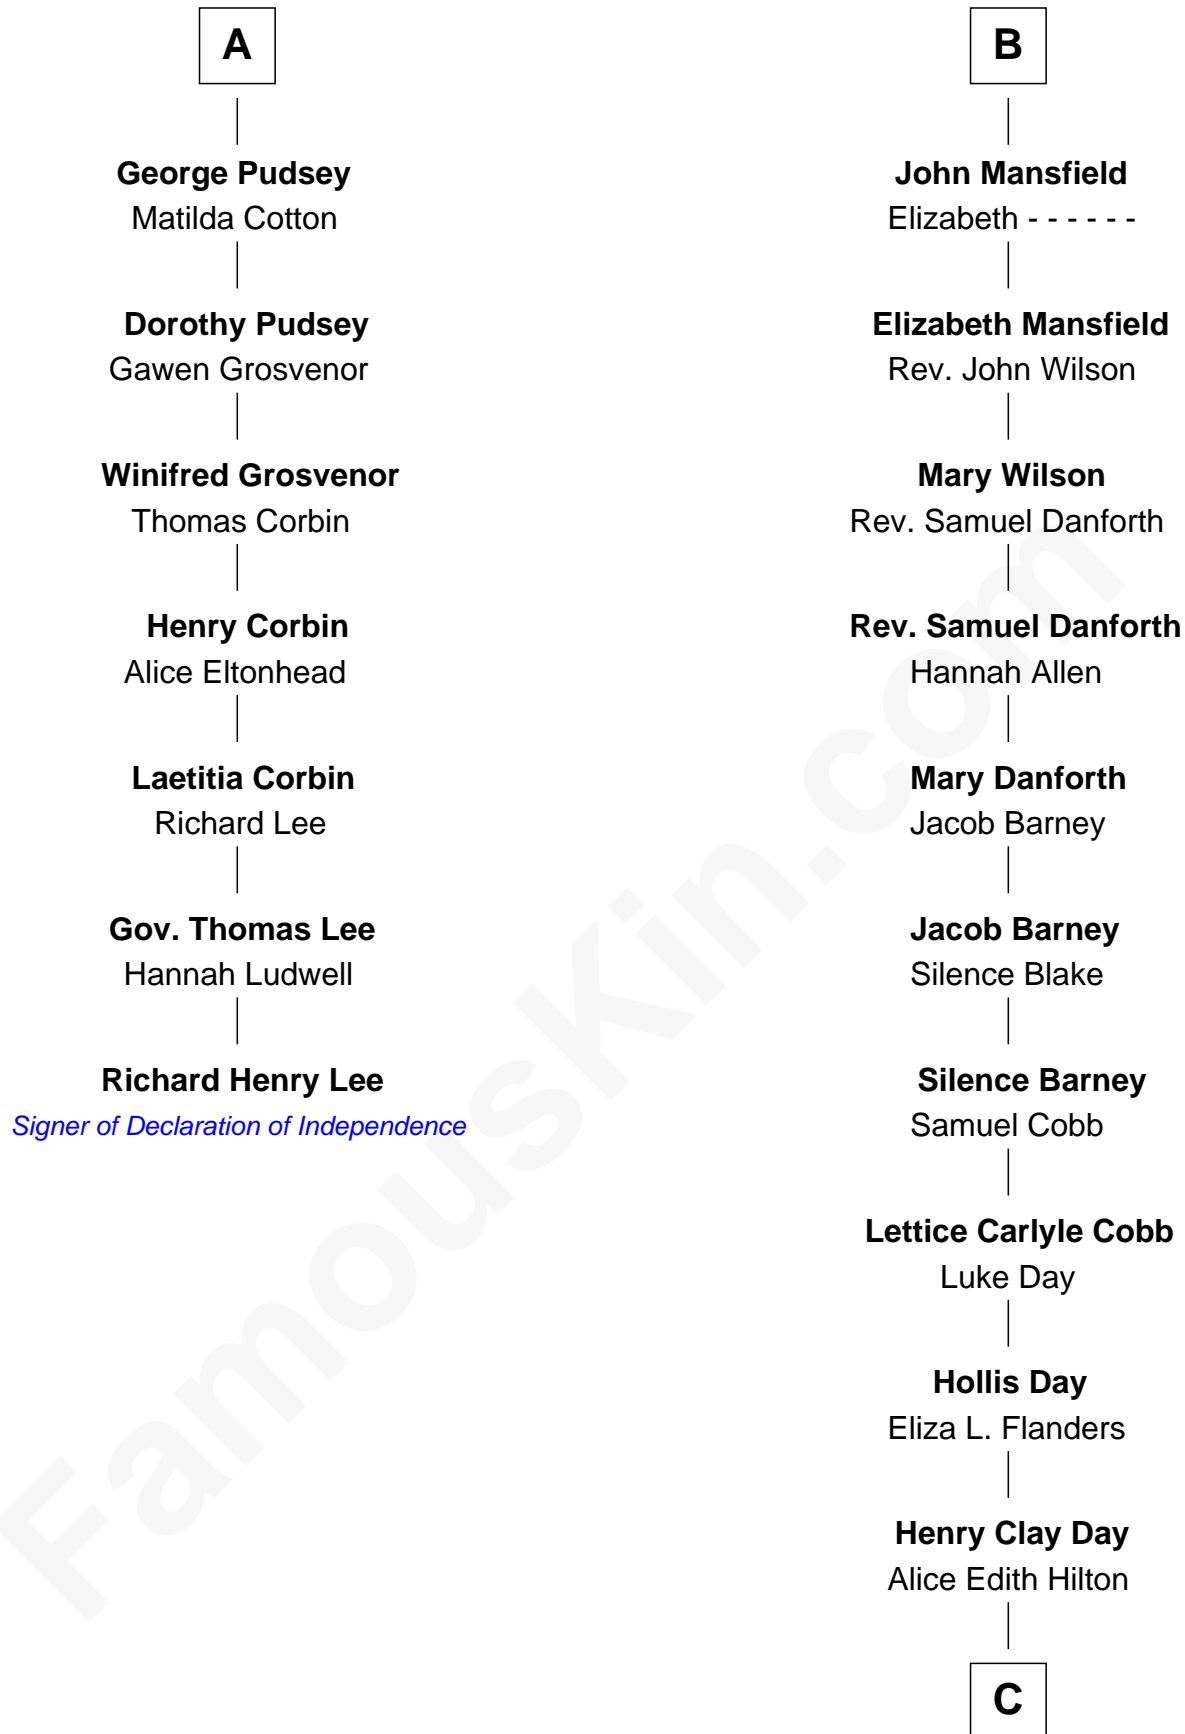 A
George Pudsey
Matilda Cotton
Dorothy Pudsey
Gawen Grosvenor
Winifred Grosvenor
Thomas Corbin
Henry Corbin
Alice Eltonhead
Laetitia Corbin
Richard Lee
Gov. Thomas Lee
Hannah Ludwell
Richard Henry Lee
Signer of Declaration of Independence
B
John Mansfield
Elizabeth - - - - - -
Elizabeth Mansfield
Rev. John Wilson
Mary Wilson
Rev. Samuel Danforth
Rev. Samuel Danforth
Hannah Allen
Mary Danforth
Jacob Barney
Jacob Barney
Silence Blake
Silence Barney
Samuel Cobb
Lettice Carlyle Cobb
Luke Day
Hollis Day
Eliza L. Flanders
Henry Clay Day
Alice Edith Hilton
C
FamousKin.com